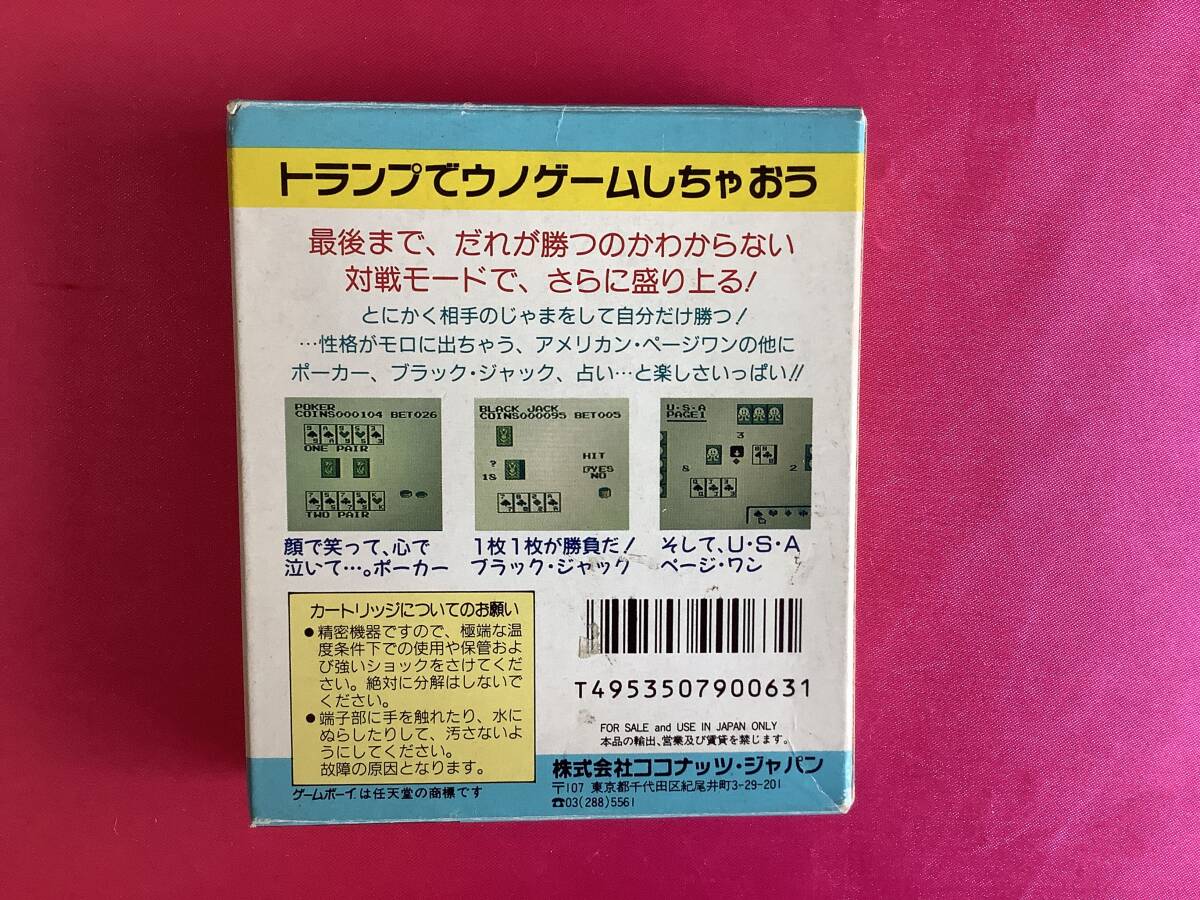 トランプでウノゲームしちゃおう
最後まで、だれが勝つのかわからない
対戦モードで、さらに盛り上る!
とにかく相手のじゃまをして自分だけ勝つ!
…性格がモロに出ちゃう、アメリカン・ページワンの他に
ポーカー、ブラック・ジャック、占い…と楽しさいっぱい!!
POKER
COINS000104 BET026
ONE PAIR
TWO PAIR
BLACK JACK
COINS000095 BET005
HIT
?
YES
18
NO
U・S・A
PAGE1
3
8
2
顔で笑って、心で
泣いて…。ポーカー
1枚1枚が勝負だ!
ブラック・ジャック
そして、U・S・A
ページ・ワン
カートリッジについてのお願い
●精密機器ですので、極端な温
度条件下での使用や保管およ
び強いショックをさけてくだ
さい。絶対に分解はしないで
ください。
●端子部に手を触れたり、水に
ぬらしたりして、汚さないよ
うにしてください。
故障の原因となります。
ゲームボーイは任天堂の商標です
T4953507900631
FOR SALE and USE IN JAPAN ONLY
本品の輸出、営業及び賃貸を禁じます。
株式会社ココナッツ・ジャパン
〒107 東京都千代田区紀尾井町3-29-201
☎03(288)5561